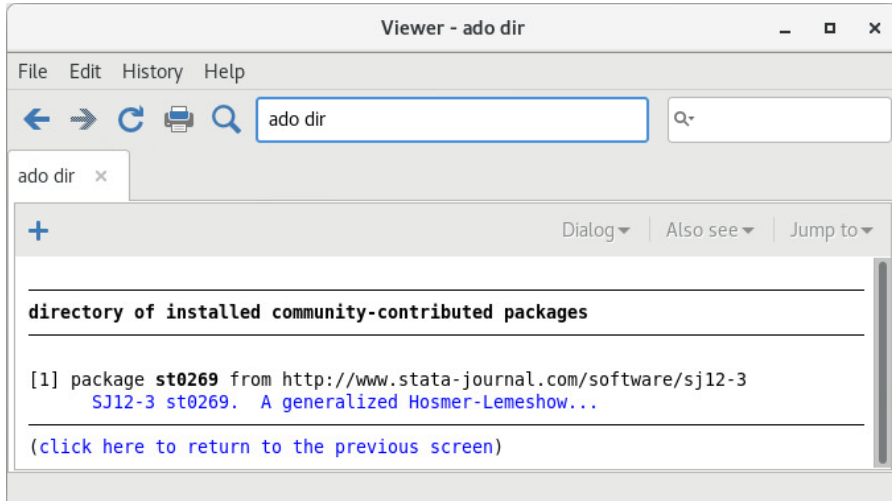 Viewer - ado dir
File Edit History Help
ado dir
ado dir
Dialog Also see Jump to
directory of installed community-contributed packages
[1] package st0269 from http://www.stata-journal.com/software/sj12-3
SJ12-3 st0269. A generalized Hosmer-Lemeshow...
(click here to return to the previous screen)